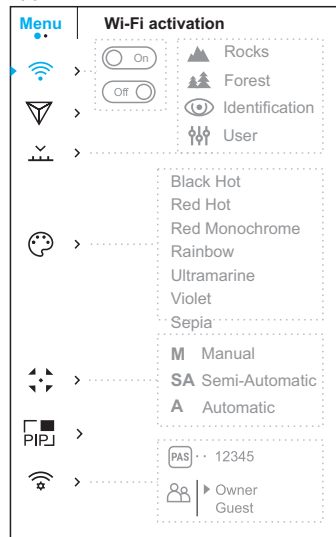 Menu
Wi-Fi activation
On
Off
Rocks
Forest
Identification
User
Black Hot
Red Hot
Red Monochrome
Rainbow
Ultramarine
Violet
Sepia
M Manual
SA Semi-Automatic
A Automatic
PIP
PAS 12345
Owner
Guest